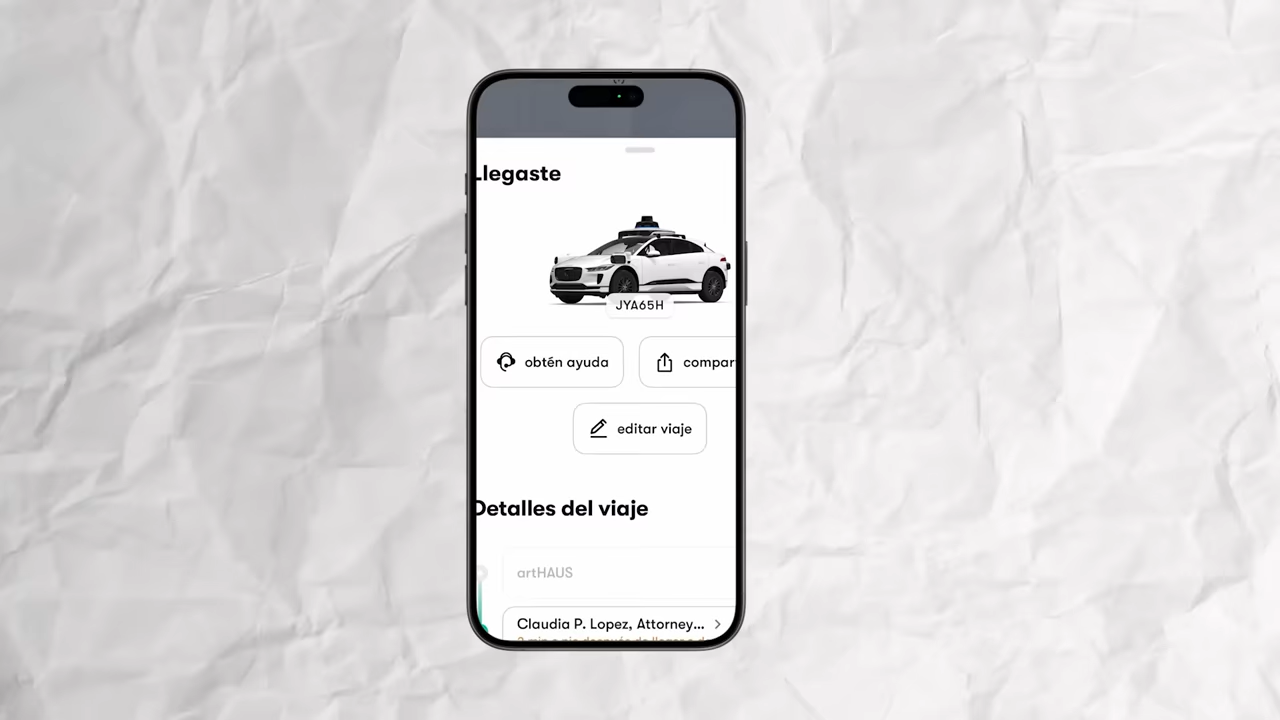 Llegaste
JYA65H
obtén ayuda
compar
editar viaje
Detalles del viaje
artHAUS
Claudia P. Lopez, Attorney...